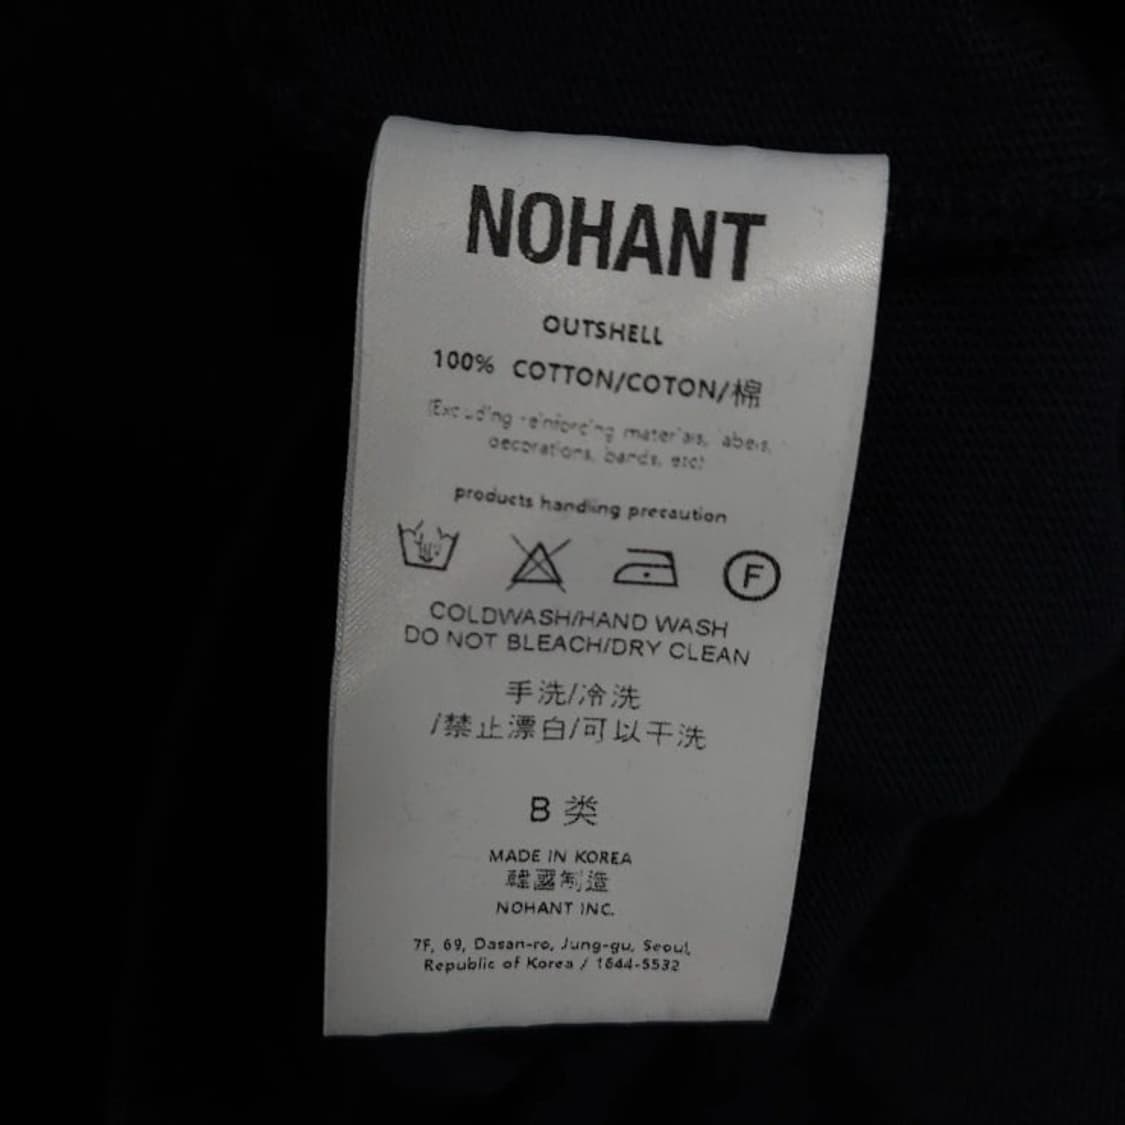 NOHANT
OUTSHELL
100% COTTON/COTON/棉
(Excluding reinforcing materials, labels,
decorations, bands, etc)
products handling precaution
F
COLDWASH/HAND WASH
DO NOT BLEACH/DRY CLEAN
手洗/冷洗
/禁止漂白/可以干洗
B 类
MADE IN KOREA
韓國制造
NOHANT INC.
7F, 69, Dasan-ro, Jung-gu, Seoul,
Republic of Korea / 1644-5532